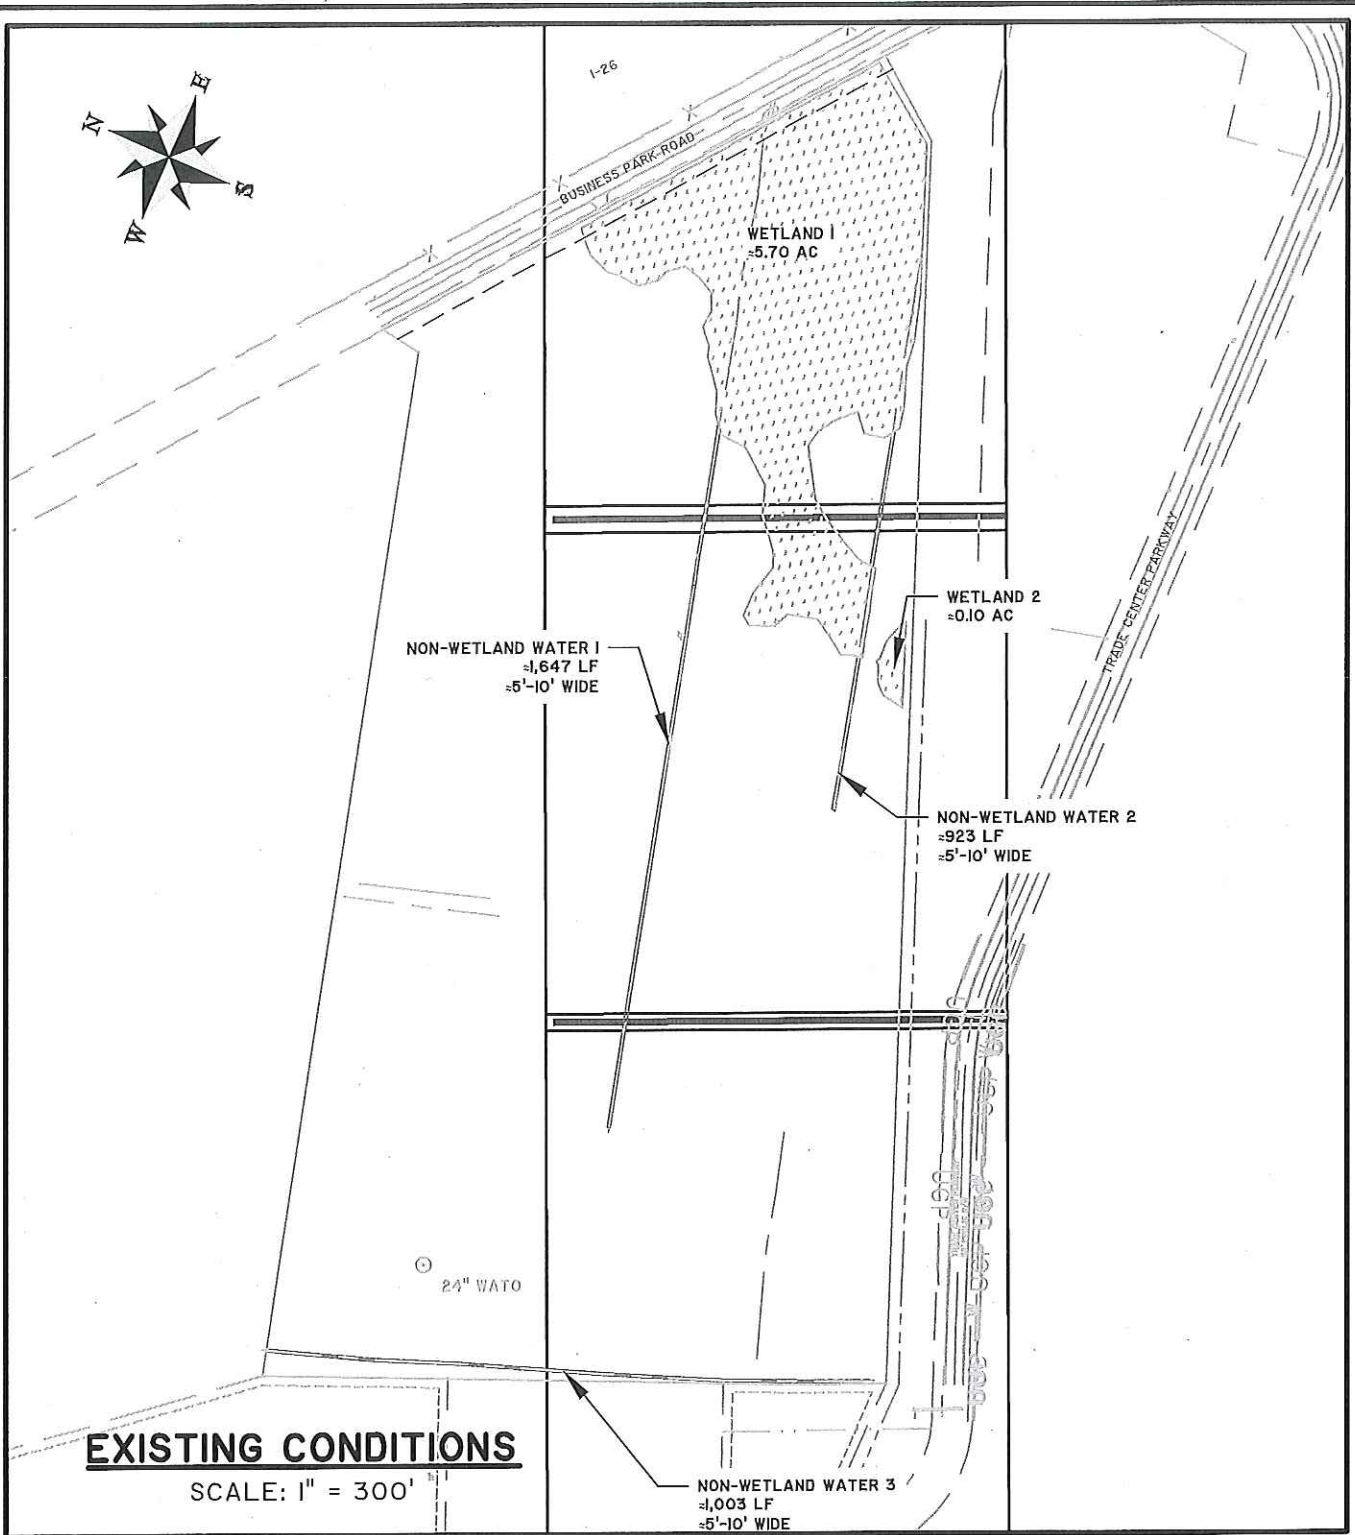 I-26
E
N
S
W
BUSINESS PARK ROAD
WETLAND 1
≈5.70 AC
TRADE CENTER PARKWAY
WETLAND 2
≈0.10 AC
NON-WETLAND WATER 1
≈1,647 LF
≈5'-10' WIDE
NON-WETLAND WATER 2
≈923 LF
≈5'-10' WIDE
UGP
24" WATO
EXISTING CONDITIONS
SCALE: 1" = 300'
NON-WETLAND WATER 3
≈1,003 LF
≈5'-10' WIDE